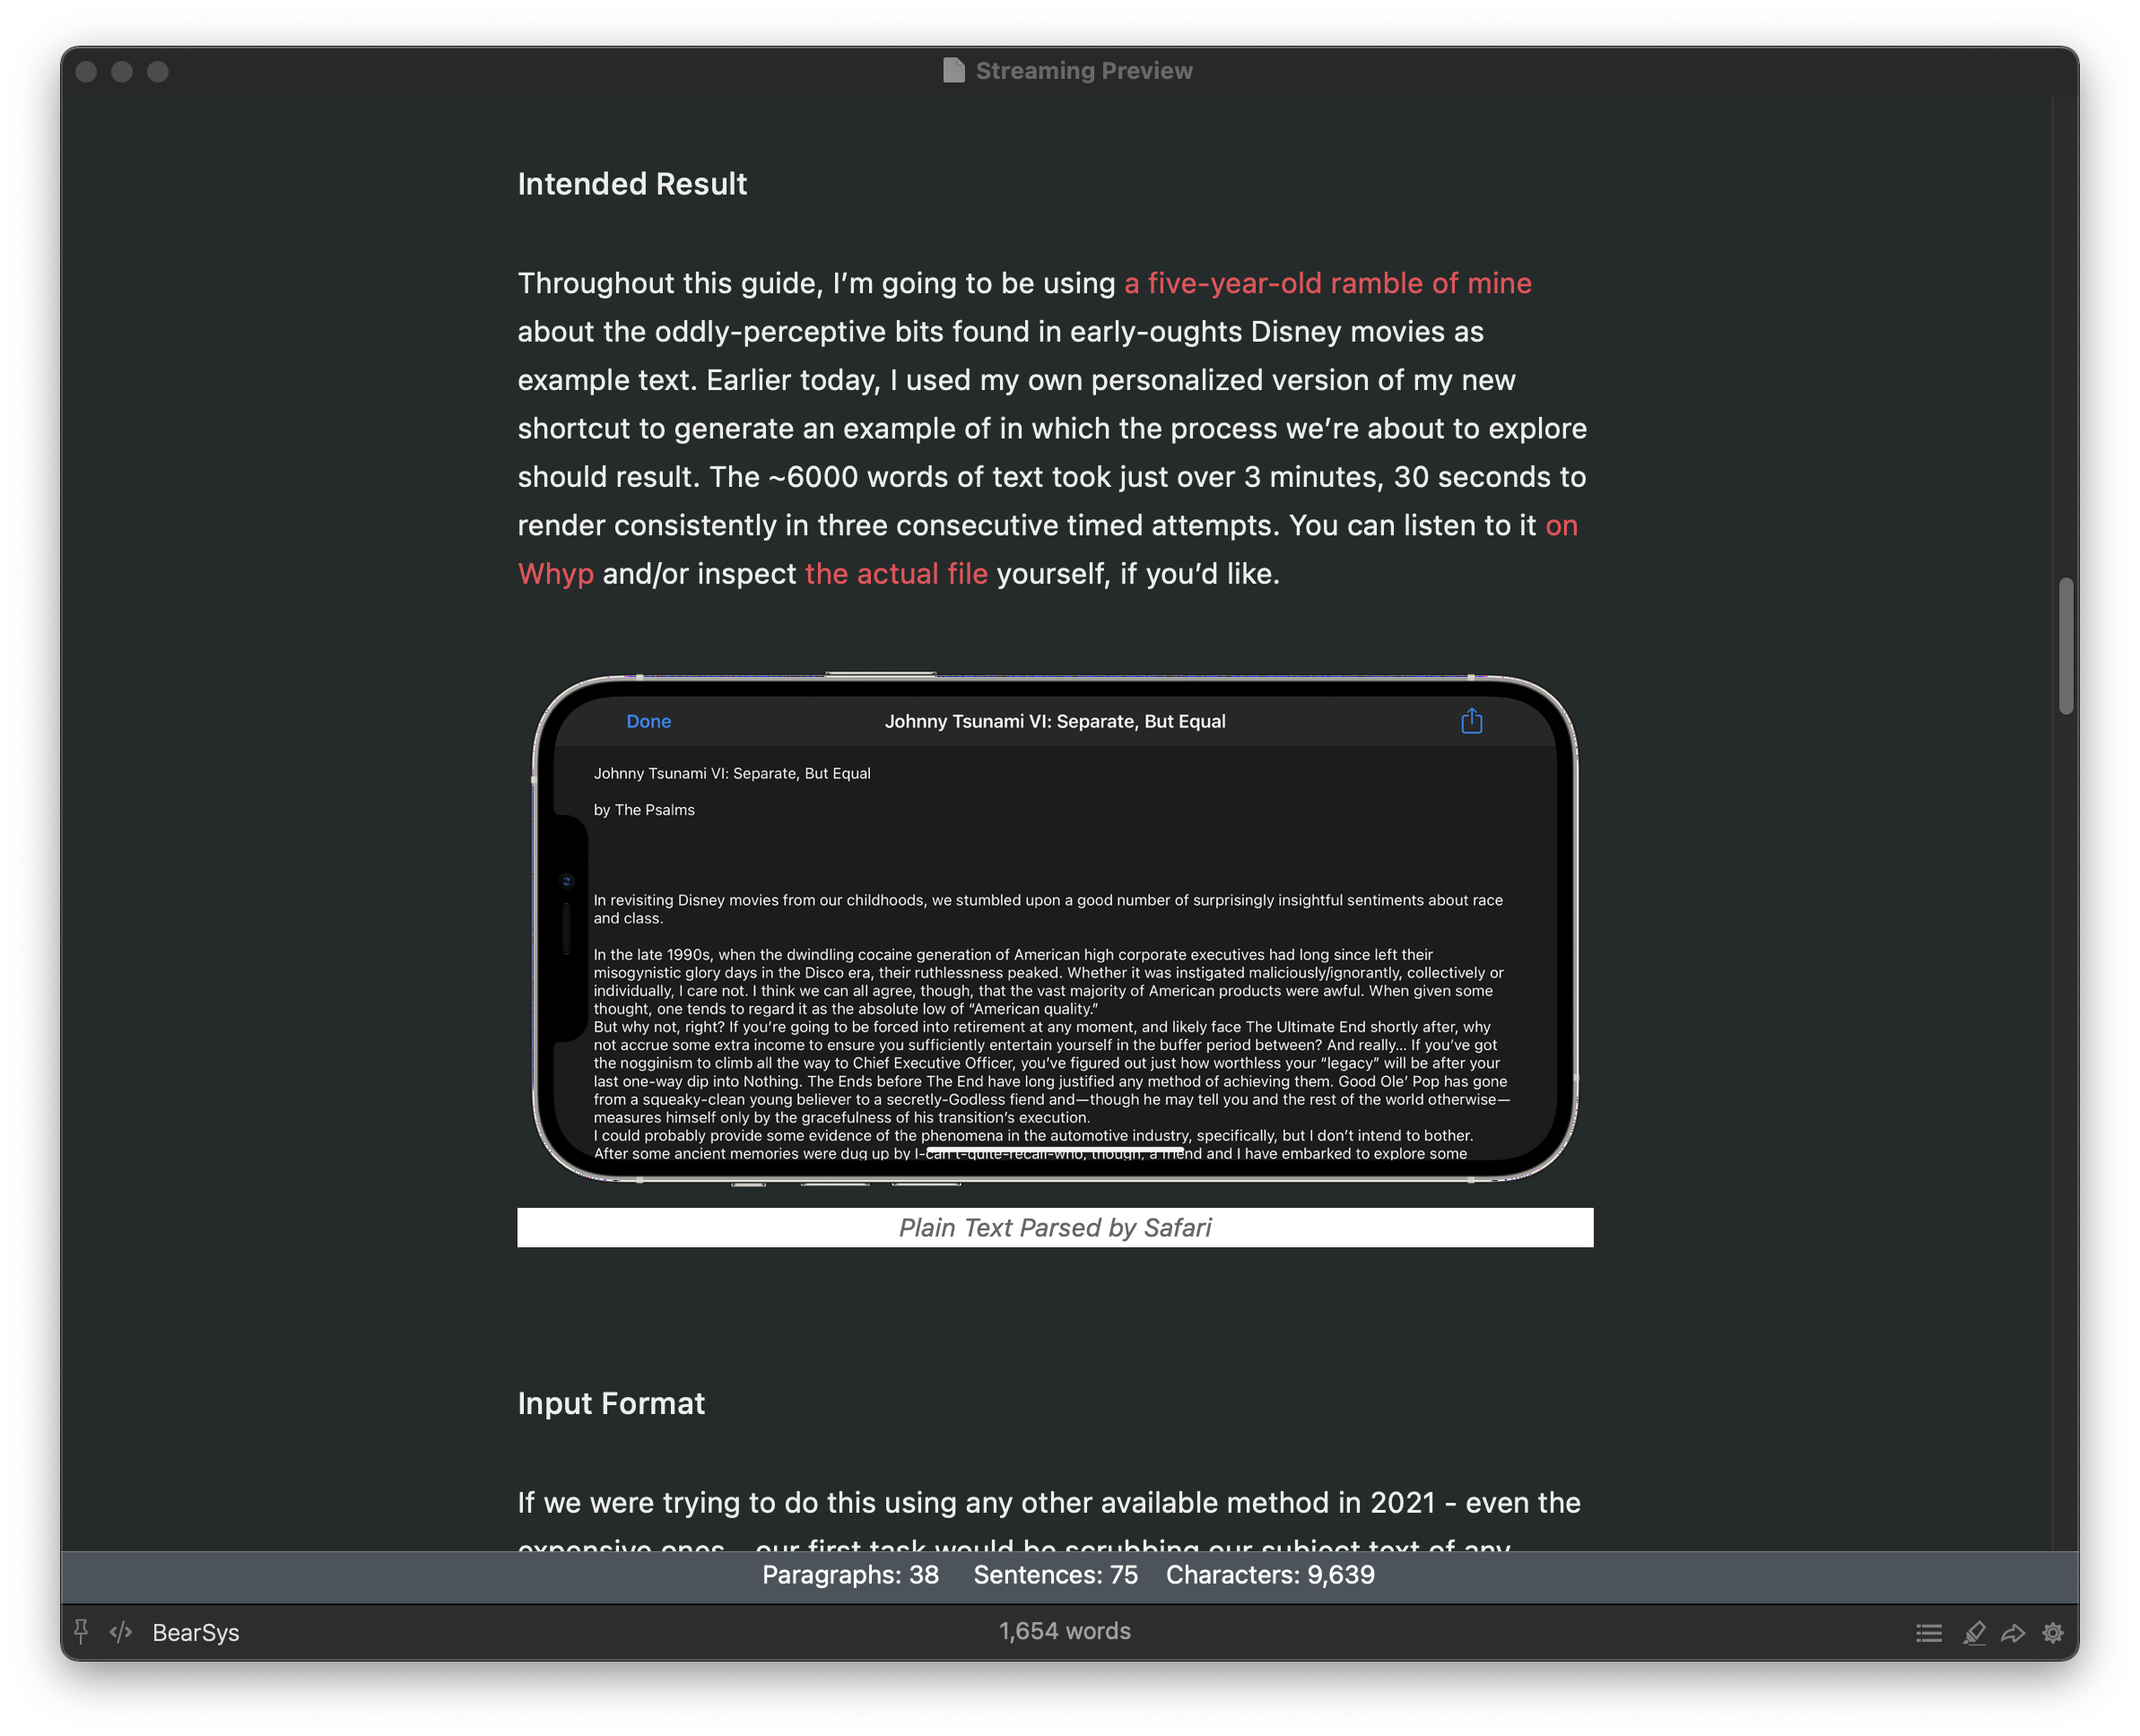 Streaming Preview
Intended Result
Throughout this guide, I’m going to be using a five-year-old ramble of mine
about the oddly-perceptive bits found in early-oughts Disney movies as
example text. Earlier today, I used my own personalized version of my new
shortcut to generate an example of in which the process we’re about to explore
should result. The ~6000 words of text took just over 3 minutes, 30 seconds to
render consistently in three consecutive timed attempts. You can listen to it on
Whyp and/or inspect the actual file yourself, if you’d like.
Done Johnny Tsunami VI: Separate, But Equal
Johnny Tsunami VI: Separate, But Equal
by The Psalms
In revisiting Disney movies from our childhoods, we stumbled upon a good number of surprisingly insightful sentiments about race
and class.
In the late 1990s, when the dwindling cocaine generation of American high corporate executives had long since left their
misogynistic glory days in the Disco era, their ruthlessness peaked. Whether it was instigated maliciously/ignorantly, collectively or
individually, I care not. I think we can all agree, though, that the vast majority of American products were awful. When given some
thought, one tends to regard it as the absolute low of “American quality.”
But why not, right? If you’re going to be forced into retirement at any moment, and likely face The Ultimate End shortly after, why
not accrue some extra income to ensure you sufficiently entertain yourself in the buffer period between? And really… If you’ve got
the nogginism to climb all the way to Chief Executive Officer, you’ve figured out just how worthless your “legacy” will be after your
last one-way dip into Nothing. The Ends before The End have long justified any method of achieving them. Good Ole’ Pop has gone
from a squeaky-clean young believer to a secretly-Godless fiend and—though he may tell you and the rest of the world otherwise—
measures himself only by the gracefulness of his transition’s execution.
I could probably provide some evidence of the phenomena in the automotive industry, specifically, but I don’t intend to bother.
After some ancient memories were dug up by I-can’t-quite-recall-who, though, a friend and I have embarked to explore some
Plain Text Parsed by Safari
Input Format
If we were trying to do this using any other available method in 2021 - even the
expensive ones - our first task would be scrubbing our subject text of any
Paragraphs: 38 Sentences: 75 Characters: 9,639
</> BearSys 1,654 words